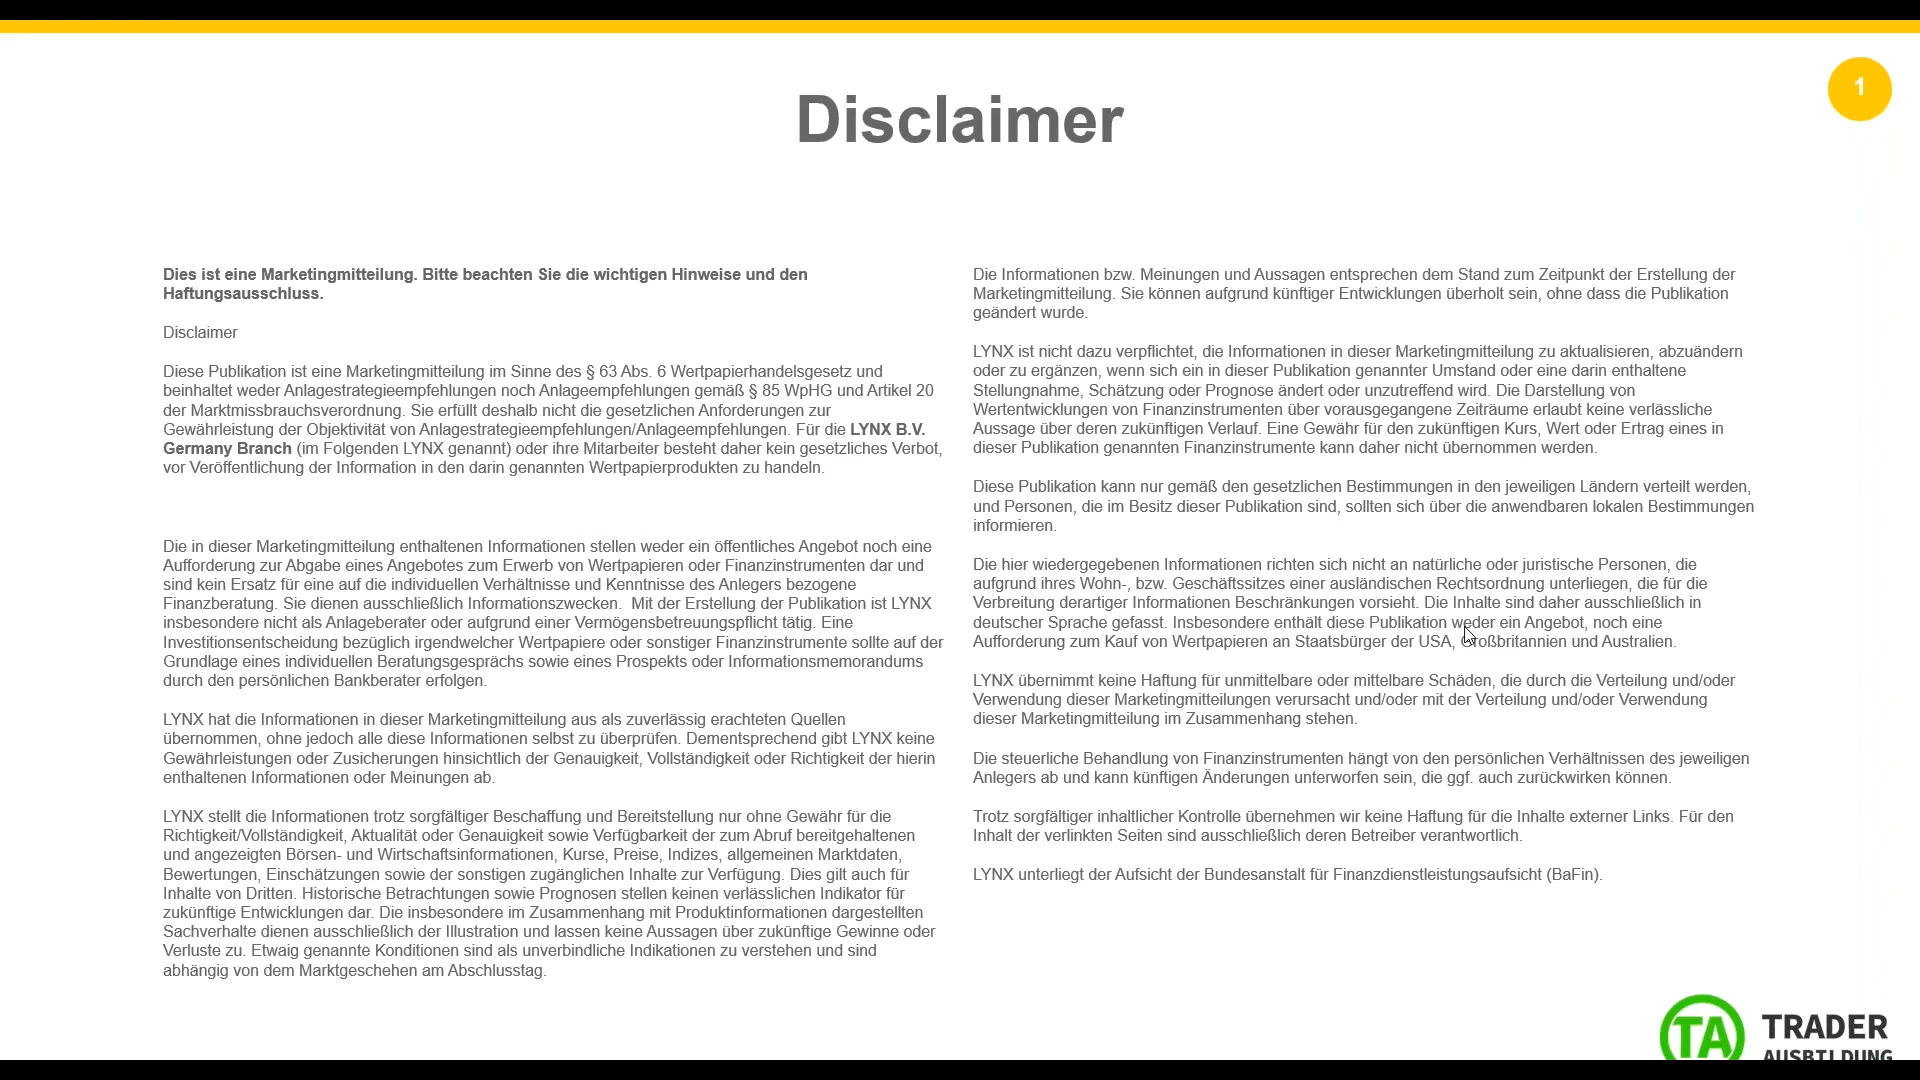 1
Disclaimer
Dies ist eine Marketingmitteilung. Bitte beachten Sie die wichtigen Hinweise und den
Haftungsausschluss.
Disclaimer
Diese Publikation ist eine Marketingmitteilung im Sinne des § 63 Abs. 6 Wertpapierhandelsgesetz und
beinhaltet weder Anlagestrategieempfehlungen noch Anlageempfehlungen gemäß § 85 WpHG und Artikel 20
der Marktmissbrauchsverordnung. Sie erfüllt deshalb nicht die gesetzlichen Anforderungen zur
Gewährleistung der Objektivität von Anlagestrategieempfehlungen/Anlageempfehlungen. Für die LYNX B.V.
Germany Branch (im Folgenden LYNX genannt) oder ihre Mitarbeiter besteht daher kein gesetzliches Verbot,
vor Veröffentlichung der Information in den darin genannten Wertpapierprodukten zu handeln.
Die in dieser Marketingmitteilung enthaltenen Informationen stellen weder ein öffentliches Angebot noch eine
Aufforderung zur Abgabe eines Angebotes zum Erwerb von Wertpapieren oder Finanzinstrumenten dar und
sind kein Ersatz für eine auf die individuellen Verhältnisse und Kenntnisse des Anlegers bezogene
Finanzberatung. Sie dienen ausschließlich Informationszwecken.  Mit der Erstellung der Publikation ist LYNX
insbesondere nicht als Anlageberater oder aufgrund einer Vermögensbetreuungspflicht tätig. Eine
Investitionsentscheidung bezüglich irgendwelcher Wertpapiere oder sonstiger Finanzinstrumente sollte auf der
Grundlage eines individuellen Beratungsgesprächs sowie eines Prospekts oder Informationsmemorandums
durch den persönlichen Bankberater erfolgen.
LYNX hat die Informationen in dieser Marketingmitteilung aus als zuverlässig erachteten Quellen
übernommen, ohne jedoch alle diese Informationen selbst zu überprüfen. Dementsprechend gibt LYNX keine
Gewährleistungen oder Zusicherungen hinsichtlich der Genauigkeit, Vollständigkeit oder Richtigkeit der hierin
enthaltenen Informationen oder Meinungen ab.
LYNX stellt die Informationen trotz sorgfältiger Beschaffung und Bereitstellung nur ohne Gewähr für die
Richtigkeit/Vollständigkeit, Aktualität oder Genauigkeit sowie Verfügbarkeit der zum Abruf bereitgehaltenen
und angezeigten Börsen- und Wirtschaftsinformationen, Kurse, Preise, Indizes, allgemeinen Marktdaten,
Bewertungen, Einschätzungen sowie der sonstigen zugänglichen Inhalte zur Verfügung. Dies gilt auch für
Inhalte von Dritten. Historische Betrachtungen sowie Prognosen stellen keinen verlässlichen Indikator für
zukünftige Entwicklungen dar. Die insbesondere im Zusammenhang mit Produktinformationen dargestellten
Sachverhalte dienen ausschließlich der Illustration und lassen keine Aussagen über zukünftige Gewinne oder
Verluste zu. Etwaig genannte Konditionen sind als unverbindliche Indikationen zu verstehen und sind
abhängig von dem Marktgeschehen am Abschlusstag.
Die Informationen bzw. Meinungen und Aussagen entsprechen dem Stand zum Zeitpunkt der Erstellung der
Marketingmitteilung. Sie können aufgrund künftiger Entwicklungen überholt sein, ohne dass die Publikation
geändert wurde.
LYNX ist nicht dazu verpflichtet, die Informationen in dieser Marketingmitteilung zu aktualisieren, abzuändern
oder zu ergänzen, wenn sich ein in dieser Publikation genannter Umstand oder eine darin enthaltene
Stellungnahme, Schätzung oder Prognose ändert oder unzutreffend wird. Die Darstellung von
Wertentwicklungen von Finanzinstrumenten über vorausgegangene Zeiträume erlaubt keine verlässliche
Aussage über deren zukünftigen Verlauf. Eine Gewähr für den zukünftigen Kurs, Wert oder Ertrag eines in
dieser Publikation genannten Finanzinstrumente kann daher nicht übernommen werden.
Diese Publikation kann nur gemäß den gesetzlichen Bestimmungen in den jeweiligen Ländern verteilt werden,
und Personen, die im Besitz dieser Publikation sind, sollten sich über die anwendbaren lokalen Bestimmungen
informieren.
Die hier wiedergegebenen Informationen richten sich nicht an natürliche oder juristische Personen, die
aufgrund ihres Wohn-, bzw. Geschäftssitzes einer ausländischen Rechtsordnung unterliegen, die für die
Verbreitung derartiger Informationen Beschränkungen vorsieht. Die Inhalte sind daher ausschließlich in
deutscher Sprache gefasst. Insbesondere enthält diese Publikation weder ein Angebot, noch eine
Aufforderung zum Kauf von Wertpapieren an Staatsbürger der USA, Großbritannien und Australien.
LYNX übernimmt keine Haftung für unmittelbare oder mittelbare Schäden, die durch die Verteilung und/oder
Verwendung dieser Marketingmitteilungen verursacht und/oder mit der Verteilung und/oder Verwendung
dieser Marketingmitteilung im Zusammenhang stehen.
Die steuerliche Behandlung von Finanzinstrumenten hängt von den persönlichen Verhältnissen des jeweiligen
Anlegers ab und kann künftigen Änderungen unterworfen sein, die ggf. auch zurückwirken können.
Trotz sorgfältiger inhaltlicher Kontrolle übernehmen wir keine Haftung für die Inhalte externer Links. Für den
Inhalt der verlinkten Seiten sind ausschließlich deren Betreiber verantwortlich.
LYNX unterliegt der Aufsicht der Bundesanstalt für Finanzdienstleistungsaufsicht (BaFin).
TA TRADER
AUSBILDUNG